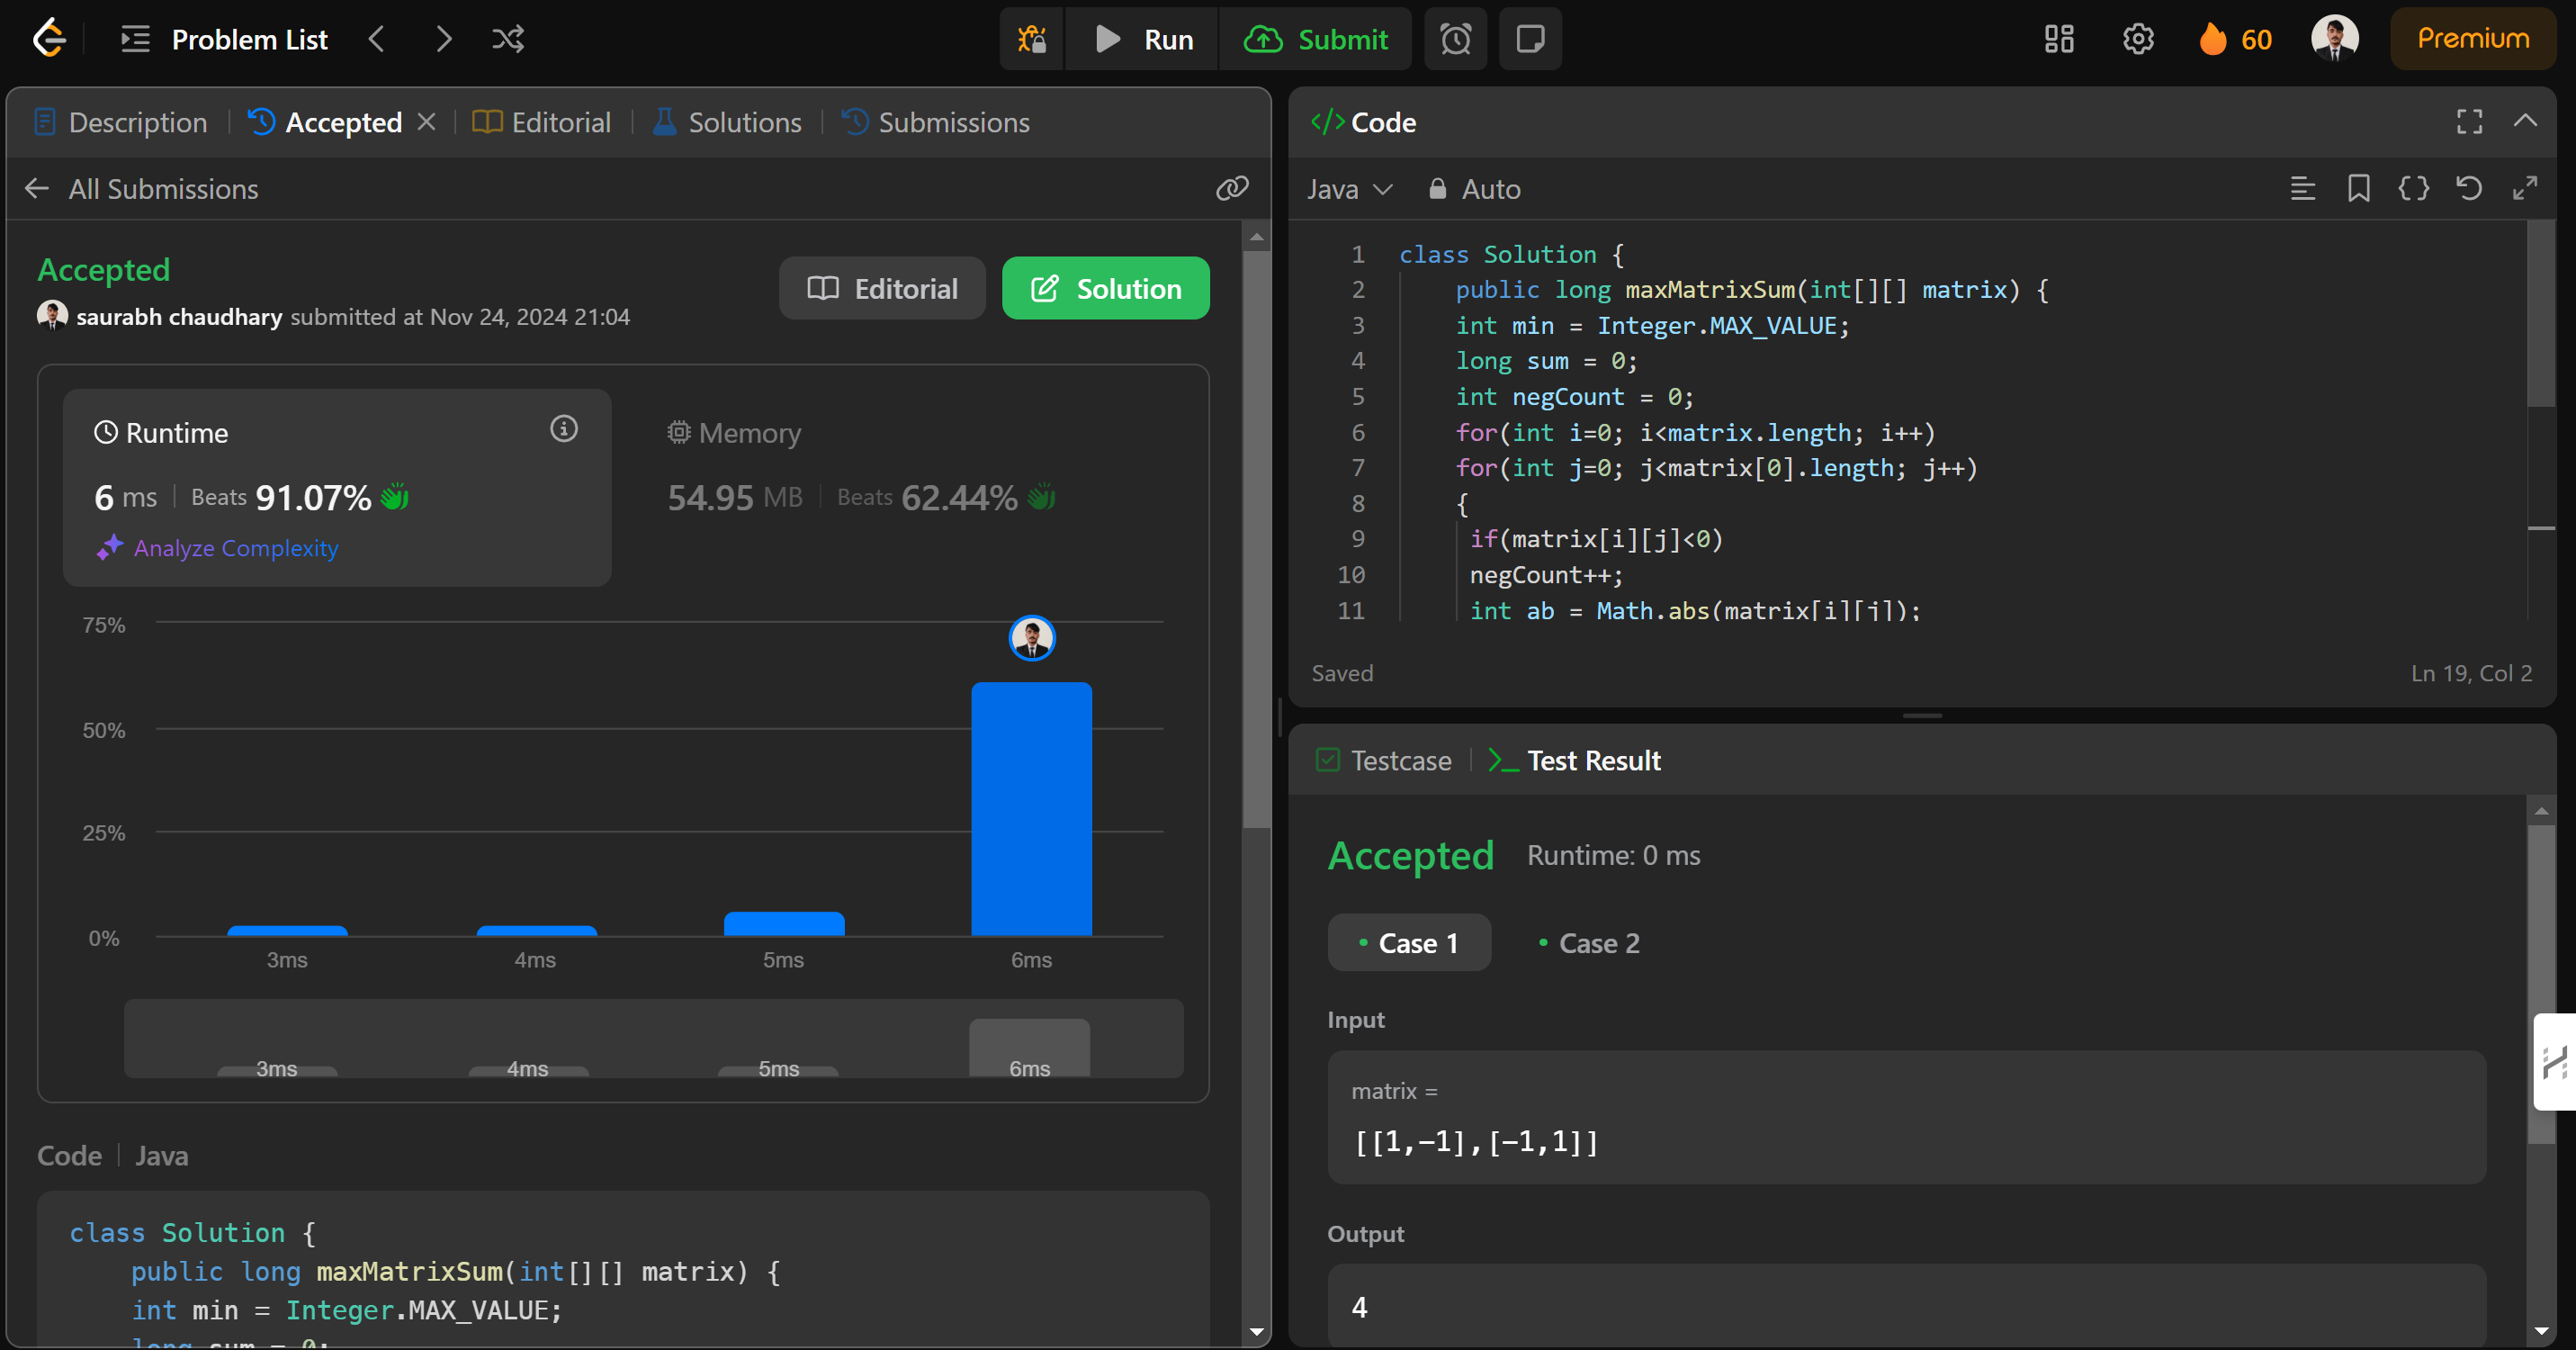 Problem List
Run
Submit
60
Premium
Description
Accepted
Editorial
Solutions
Submissions
All Submissions
Accepted
Editorial
Solution
saurabh chaudhary submitted at Nov 24, 2024 21:04
Runtime
6 ms
Beats 91.07%
Analyze Complexity
Memory
54.95 MB
Beats 62.44%
75%
50%
25%
0%
3ms
4ms
5ms
6ms
3ms
4ms
5ms
6ms
Code
Java
class Solution {
public long maxMatrixSum(int[][] matrix) {
int min = Integer.MAX_VALUE;
long sum = 0;
</> Code
Java
Auto
1 class Solution {
2 public long maxMatrixSum(int[][] matrix) {
3 int min = Integer.MAX_VALUE;
4 long sum = 0;
5 int negCount = 0;
6 for(int i=0; i<matrix.length; i++)
7 for(int j=0; j<matrix[0].length; j++)
8 {
9 if(matrix[i][j]<0)
10 negCount++;
11 int ab = Math.abs(matrix[i][j]);
Saved
Ln 19, Col 2
Testcase
Test Result
Accepted
Runtime: 0 ms
Case 1
Case 2
Input
matrix =
[[1,-1],[-1,1]]
Output
4